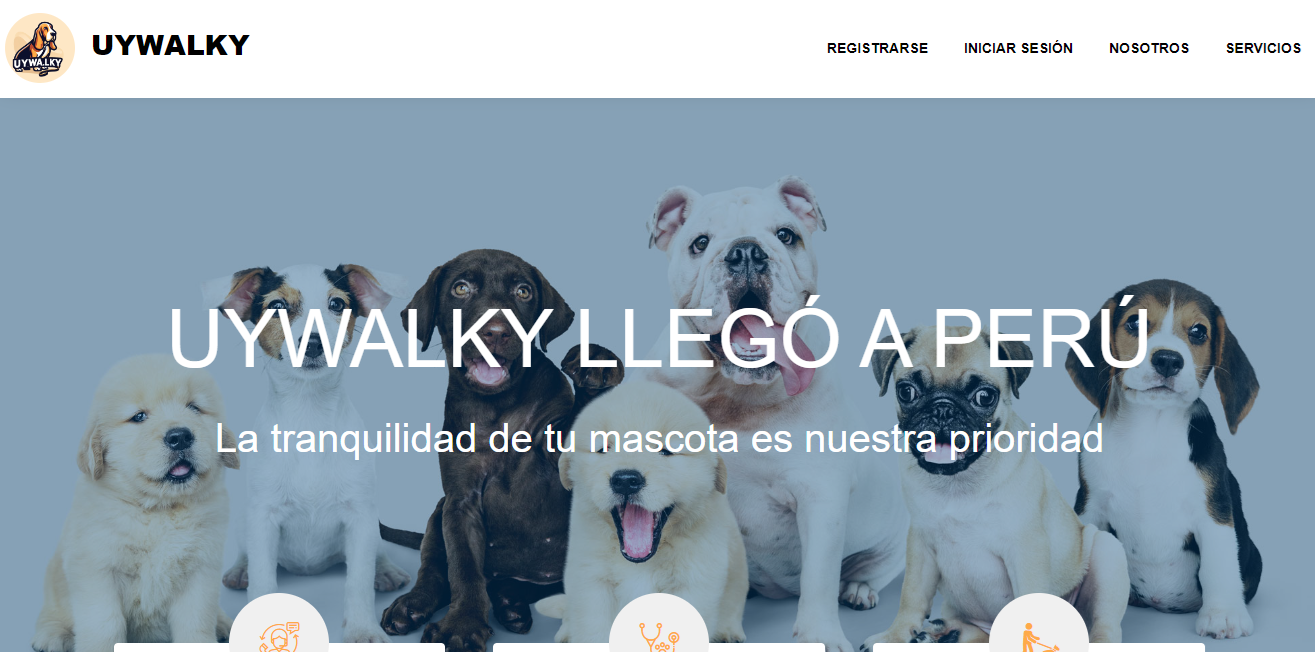 UYWALKY
UYWALKY
REGISTRARSE
INICIAR SESIÓN
NOSOTROS
SERVICIOS
UYWALKY LLEGÓ A PERÚ
La tranquilidad de tu mascota es nuestra prioridad